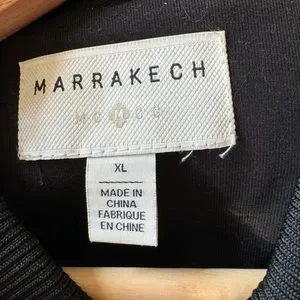 MARRAKECH
XL
MADE IN
CHINA
FABRIQUE
EN CHINE